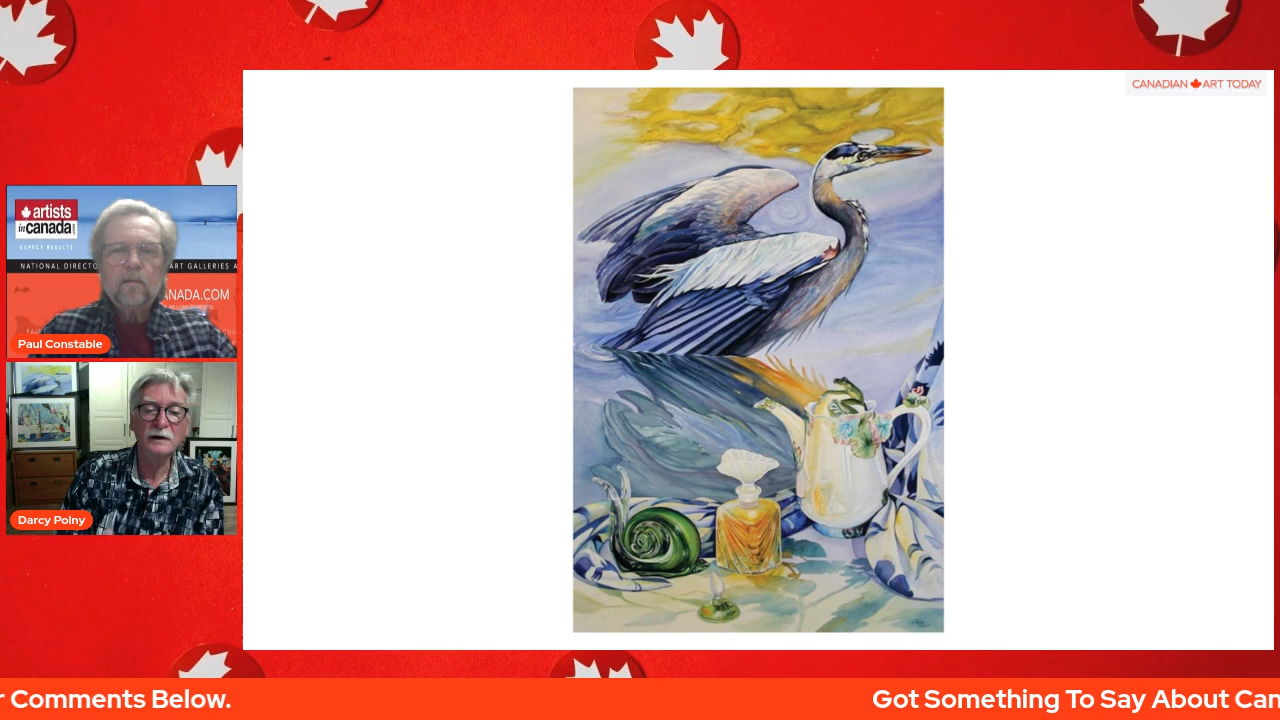 CANADIAN ART TODAY
artists
in canada
EXPECT RESULTS
NATIONAL DIRECTO
ART GALLERIES A
ANADA.COM
Paul Constable
Darcy Polny
r Comments Below.
Got Something To Say About Can